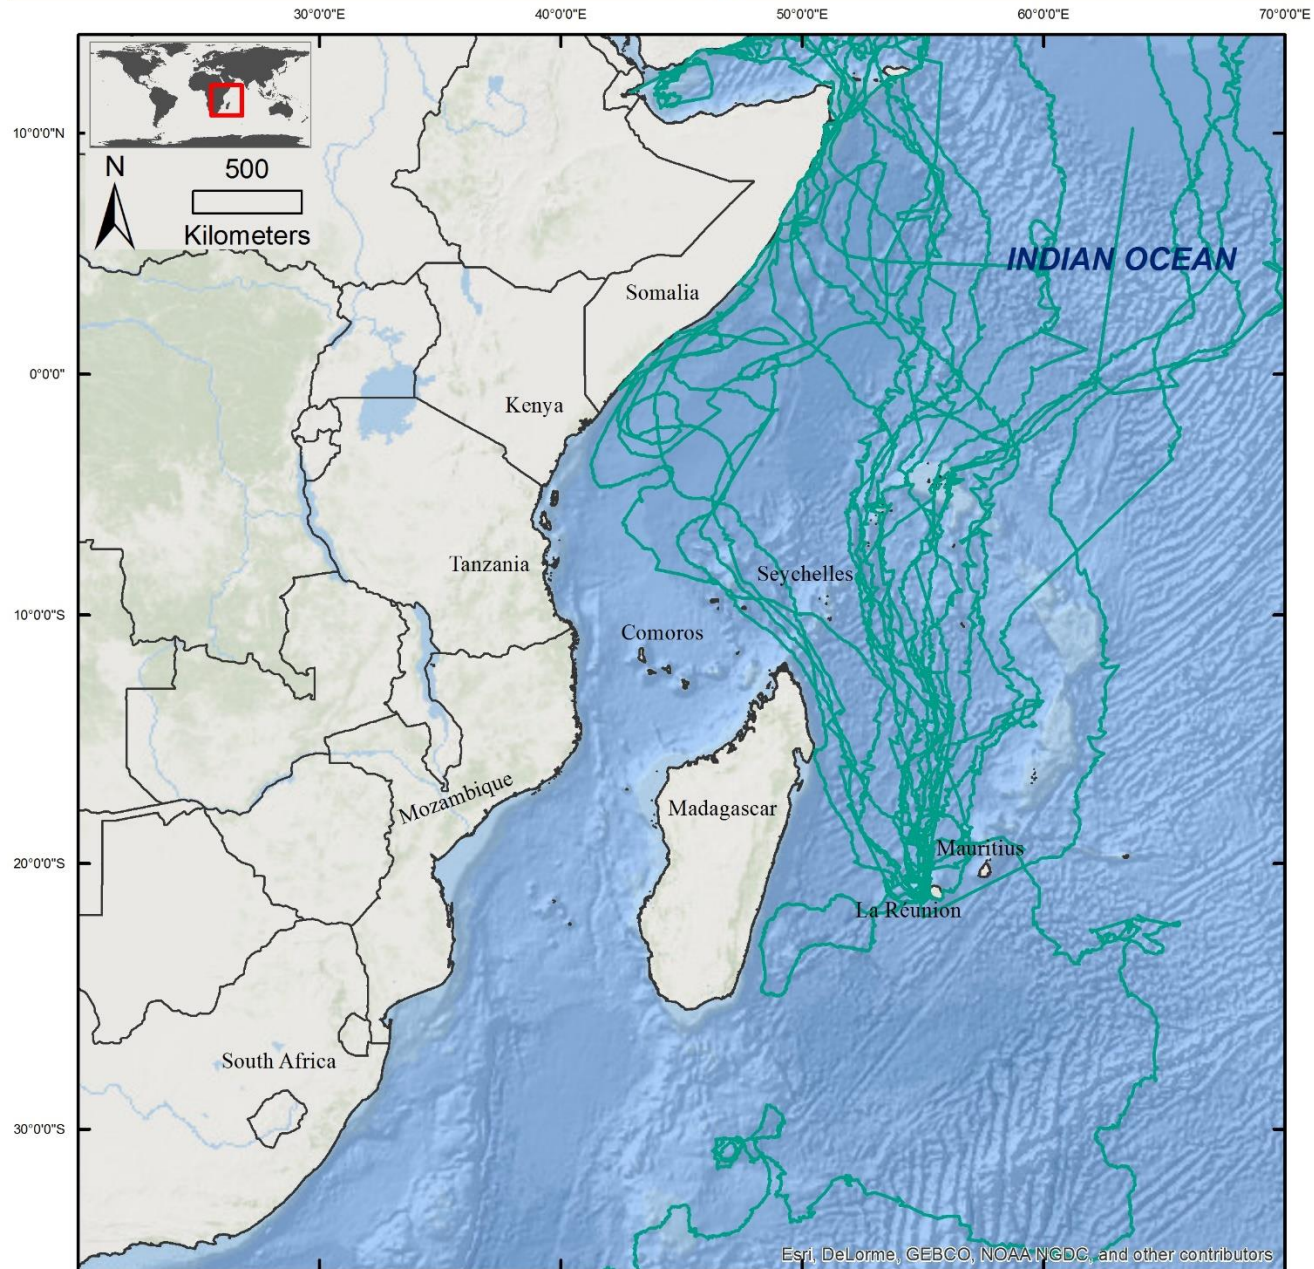 30°0'0"E
40°0'0"E
50°0'0"E
60°0'0"E
70°0'0"E
N
500
Kilometers
10°0'0"N
INDIAN OCEAN
Somalia
0°0'0"
Kenya
Tanzania
Seychelles
10°0'0"S
Comoros
Mozambique
Madagascar
Mauritius
20°0'0"S
La Réunion
South Africa
30°0'0"S
Esri, DeLorme, GEBCO, NOAA NGDC, and other contributors